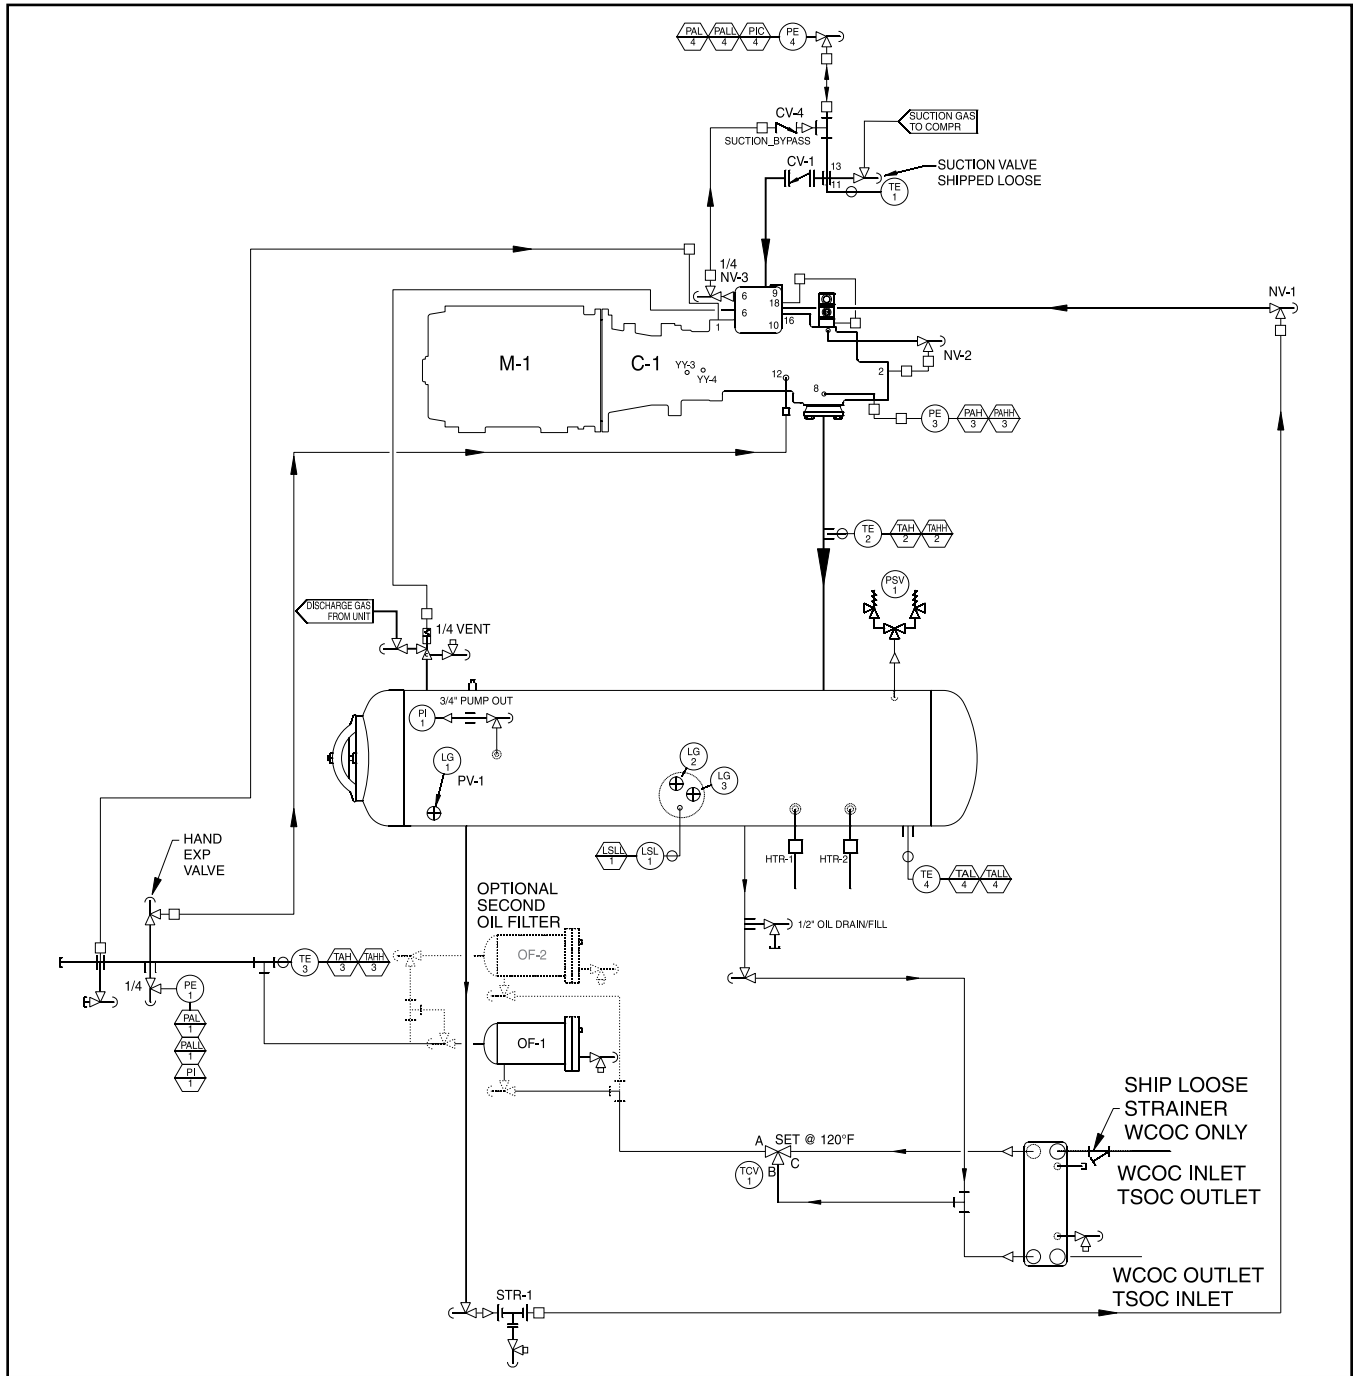 PAL PALL PIC PE
4 4 4 4
CV-4
SUCTION_BYPASS
SUCTION GAS
TO COMPR
CV-1
13
11
SUCTION VALVE
SHIPPED LOOSE
TE
1
1/4
NV-3
6
9
18
6
10
16
1
NV-1
M-1
C-1
YY-3
YY-4
NV-2
2
12
8
PE PAH PAHH
3 3 3
TE TAH TAHH
2 2 2
PSV
1
DISCHARGE GAS
FROM UNIT
1/4 VENT
3/4" PUMP OUT
PI
1
LG
1
PV-1
LG
2
LG
3
HAND
EXP
VALVE
LSLL LSL
1 1
HTR-1
HTR-2
TE TAL TALL
4 4 4
OPTIONAL
SECOND
OIL FILTER
1/2" OIL DRAIN/FILL
OF-2
TE TAH TAHH
3 3 3
1/4
PE
1
PAL
1
PALL
1
PI
1
OF-1
SHIP LOOSE
STRAINER
WCOC ONLY
A SET @ 120°F
B C
TCV
1
WCOC INLET
TSOC OUTLET
WCOC OUTLET
TSOC INLET
STR-1